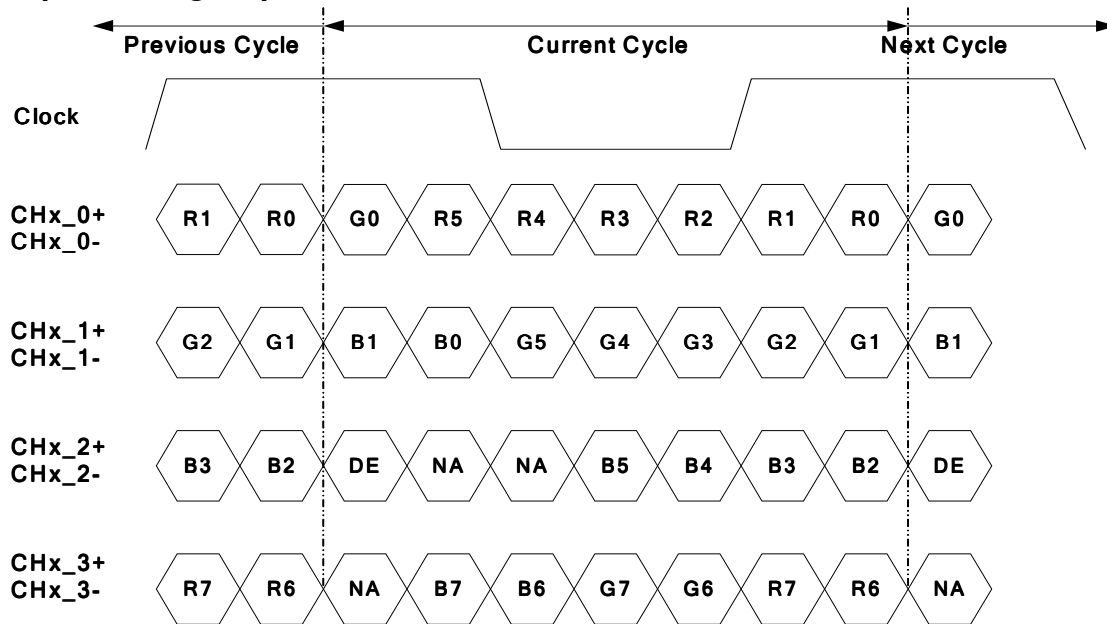 Previous Cycle Current Cycle Next Cycle
Clock
CHx_0+
CHx_0-
R1 R0 G0 R5 R4 R3 R2 R1 R0 G0
CHx_1+
CHx_1-
G2 G1 B1 B0 G5 G4 G3 G2 G1 B1
CHx_2+
CHx_2-
B3 B2 DE NA NA B5 B4 B3 B2 DE
CHx_3+
CHx_3-
R7 R6 NA B7 B6 G7 G6 R7 R6 NA